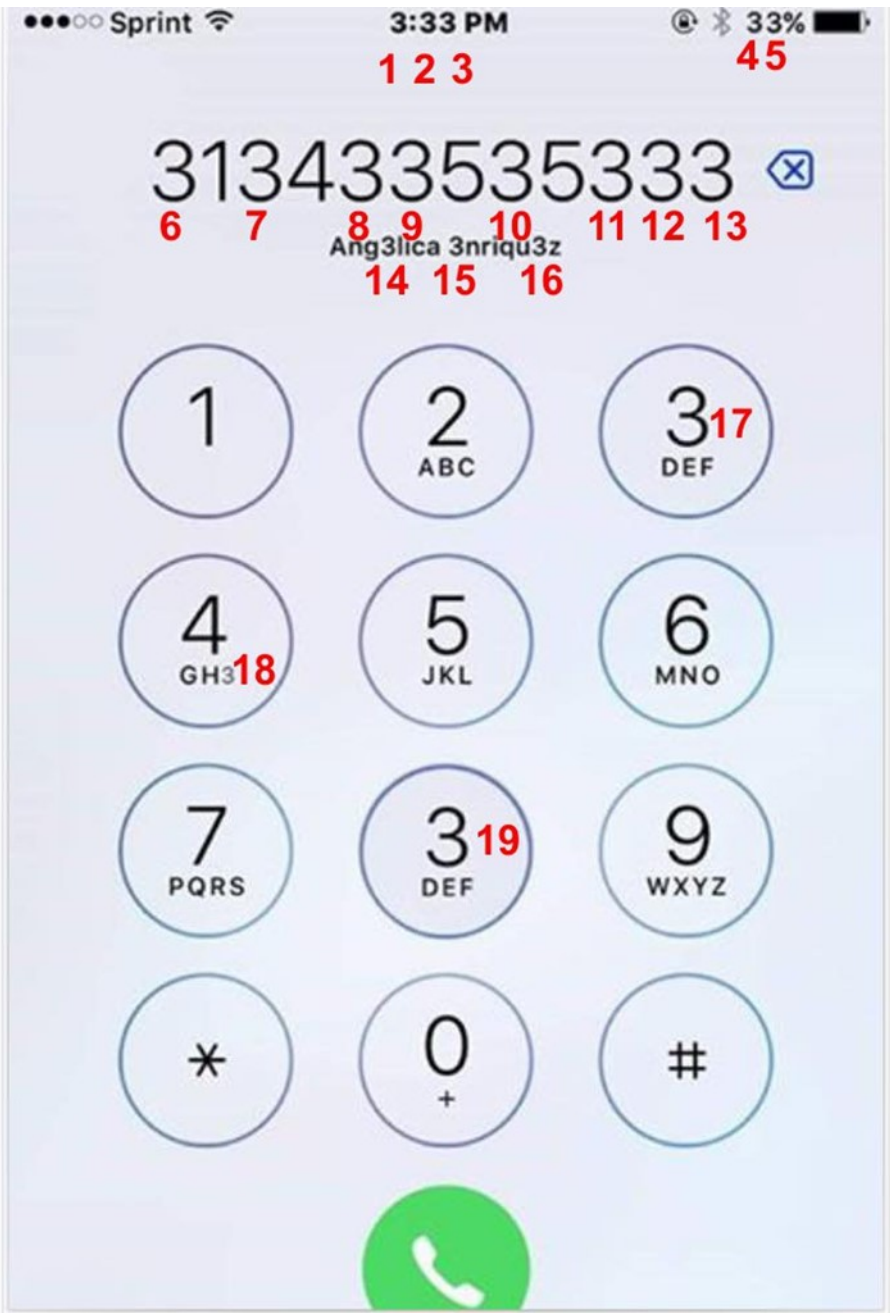 Sprint 3:33 PM 33%
1 2 3 4 5
313433535333
6 7 8 9 10 11 12 13
Ang3lica 3nriqu3z
14 15 16
1 2 3 17
ABC DEF
4 5 6
GH3 18 JKL MNO
7 3 19 9
PQRS DEF WXYZ
* 0 #
+